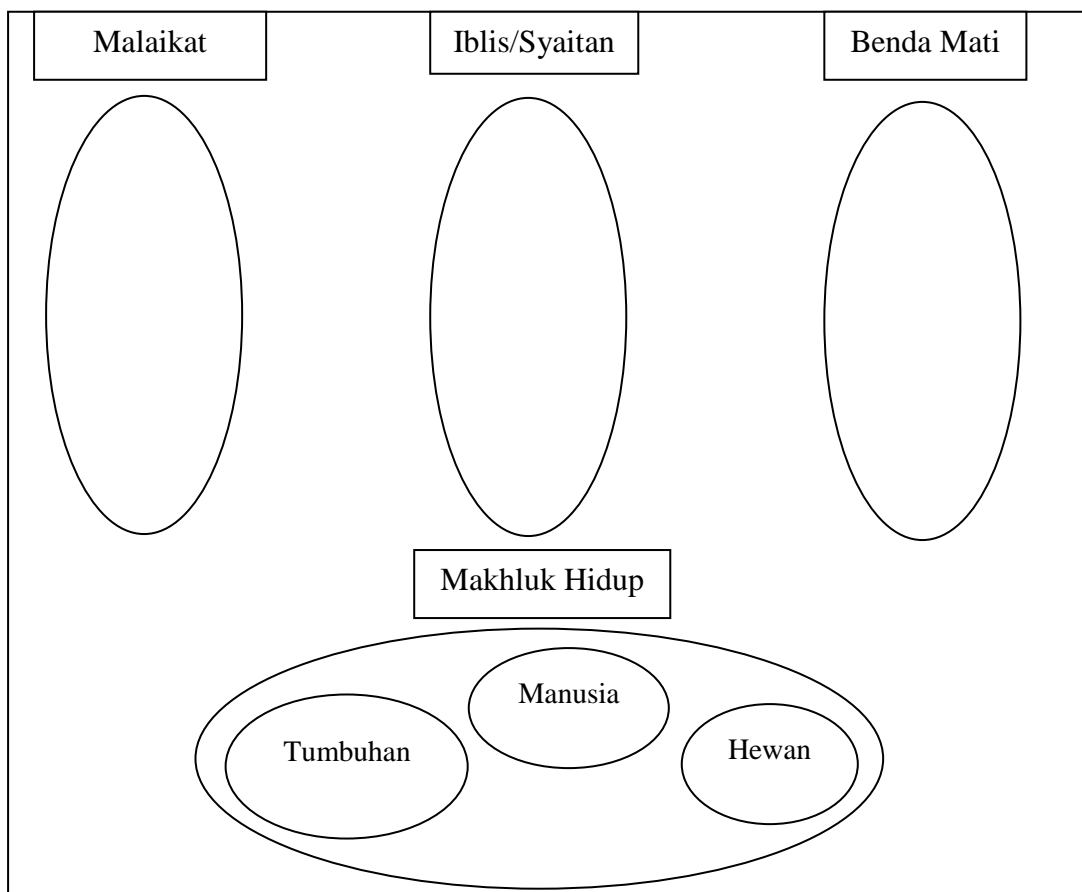 Malaikat
Iblis/Syaitan
Benda Mati
Makhluk Hidup
Manusia
Tumbuhan
Hewan